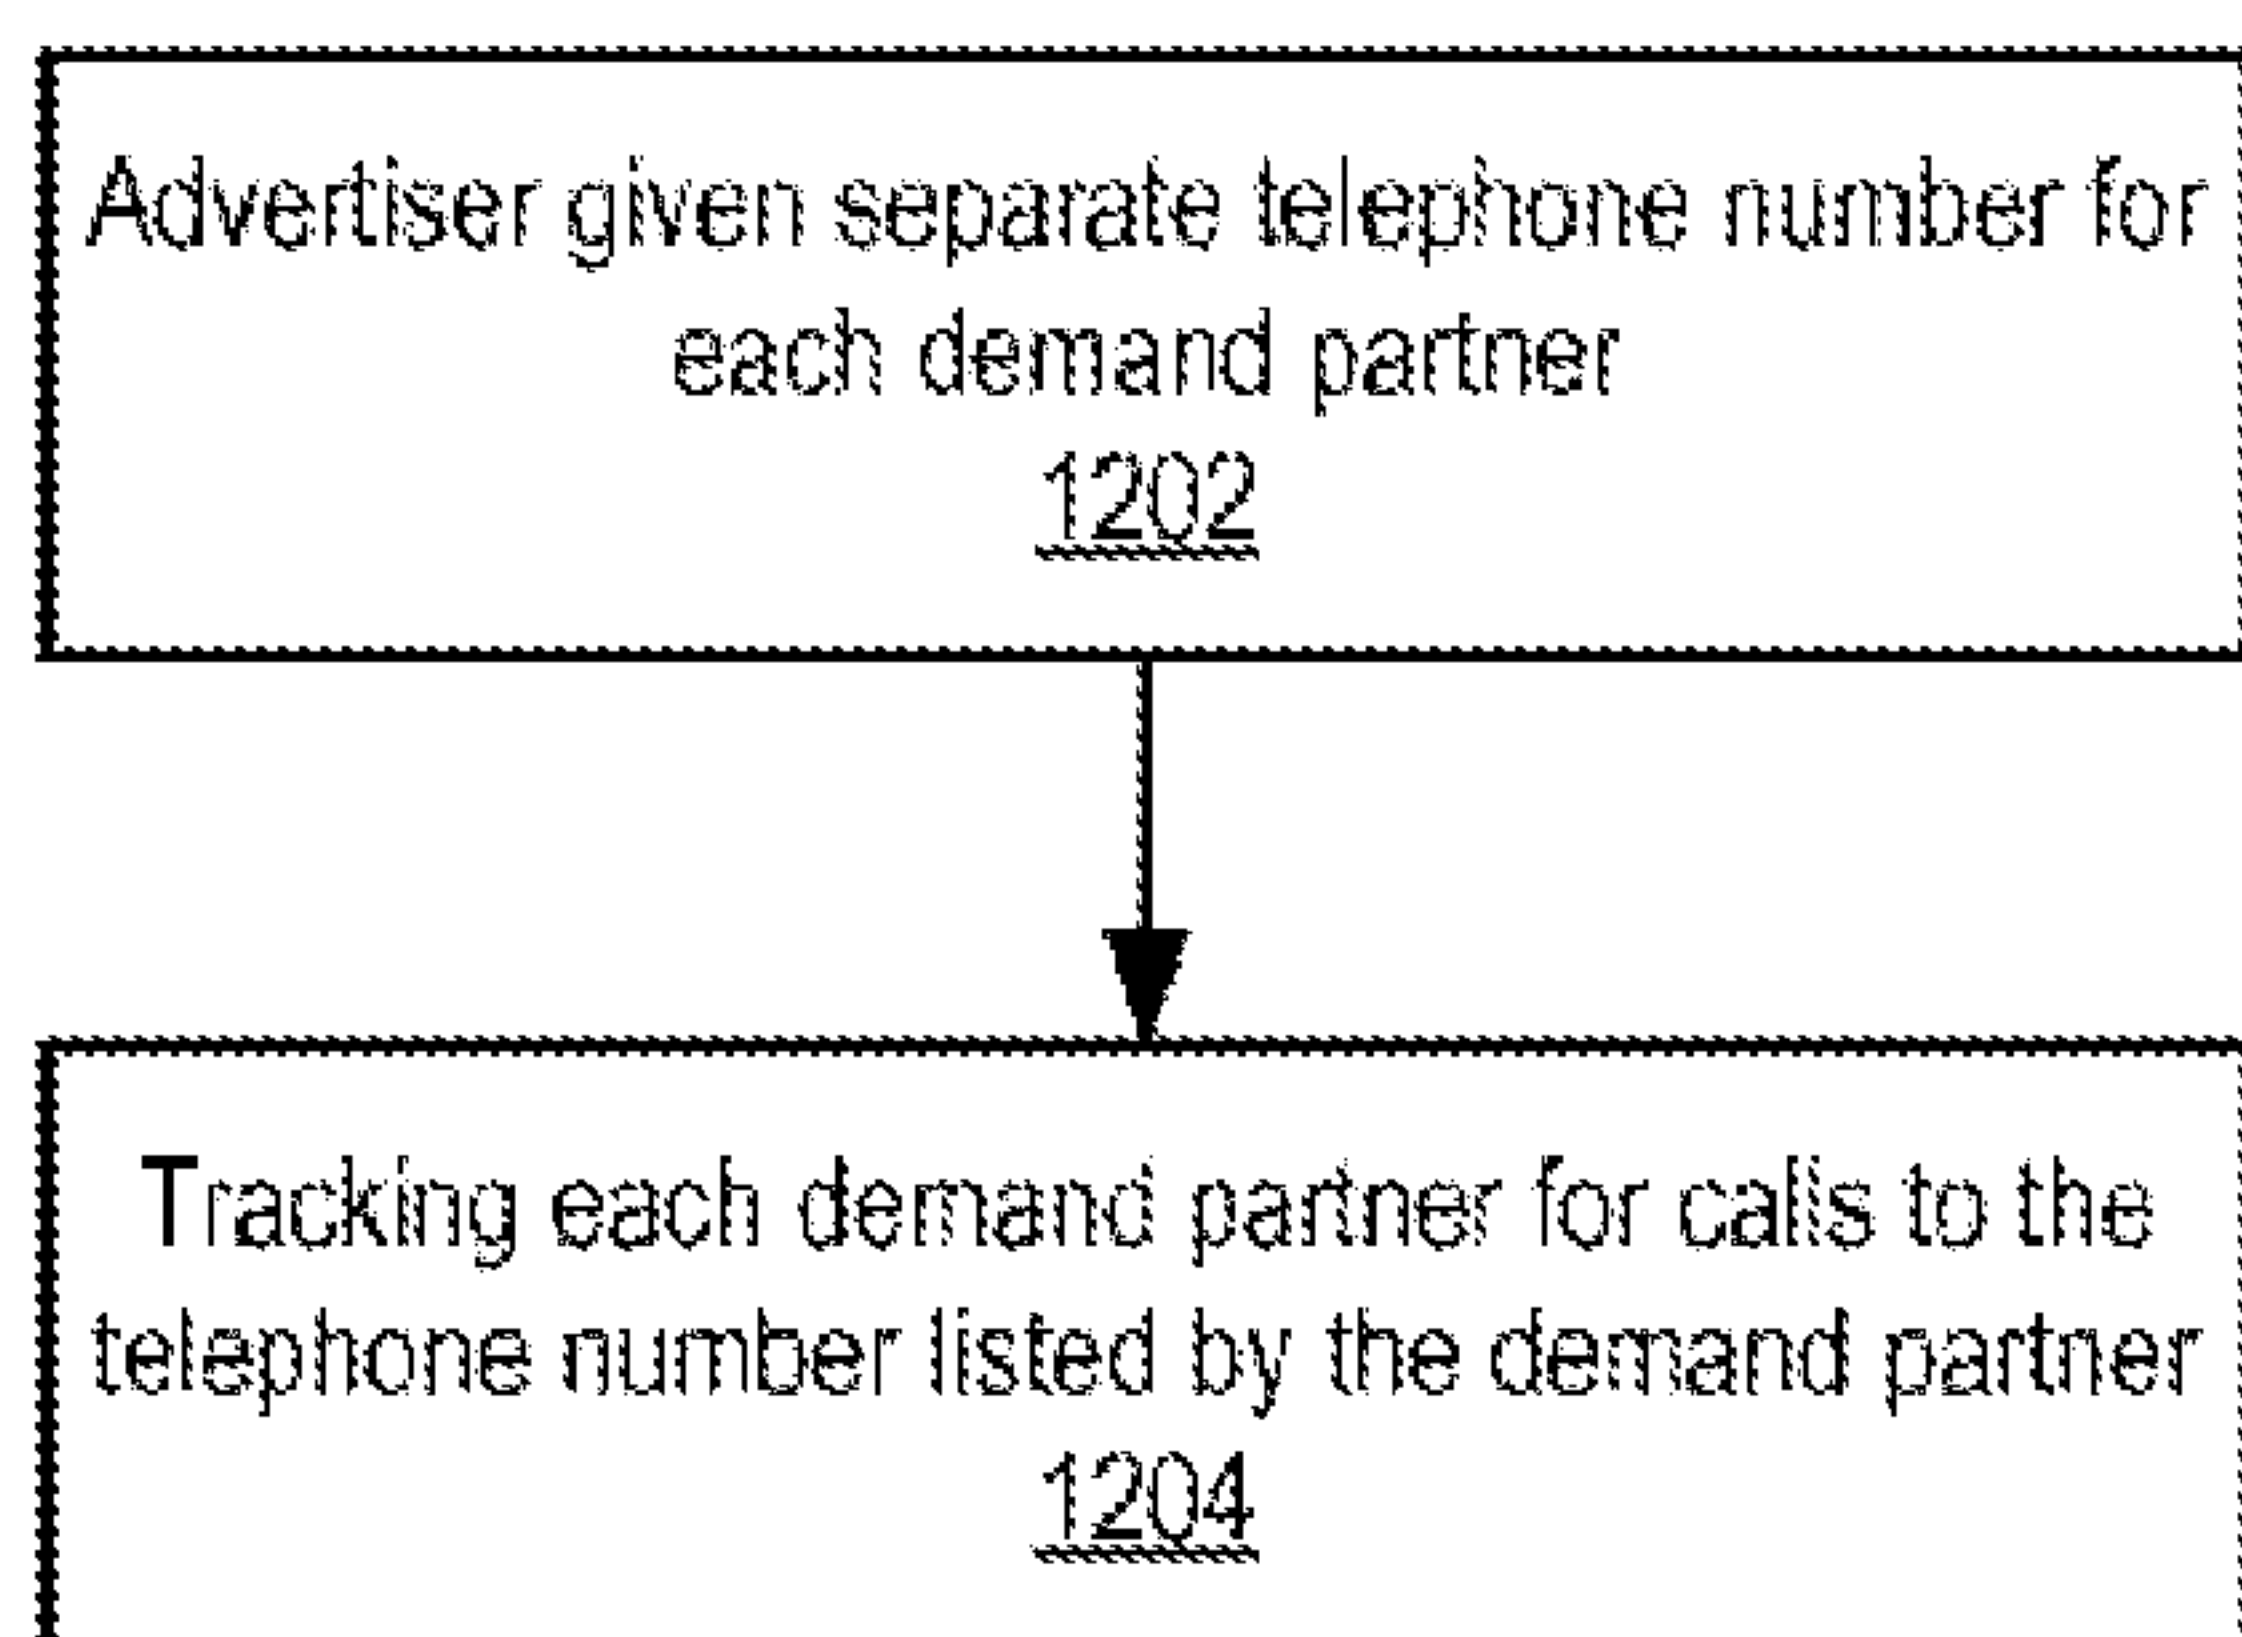 Advertiser given separate telephone number for
each demand partner
1202
Tracking each demand partner for calls to the
telephone number listed by the demand partner
1204